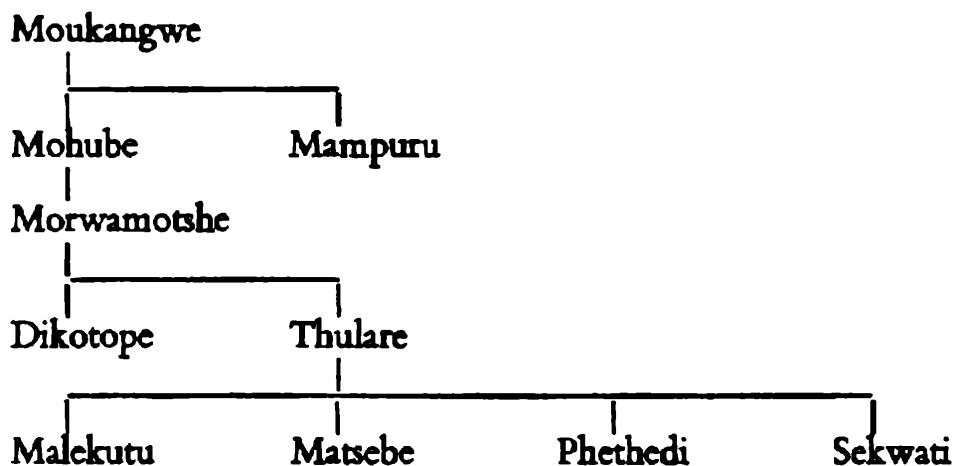 Moukangwe
Mohube Mampuru
Morwamotshe
Dikotope Thulare
Malekutu Matsebe Phethedi Sekwati